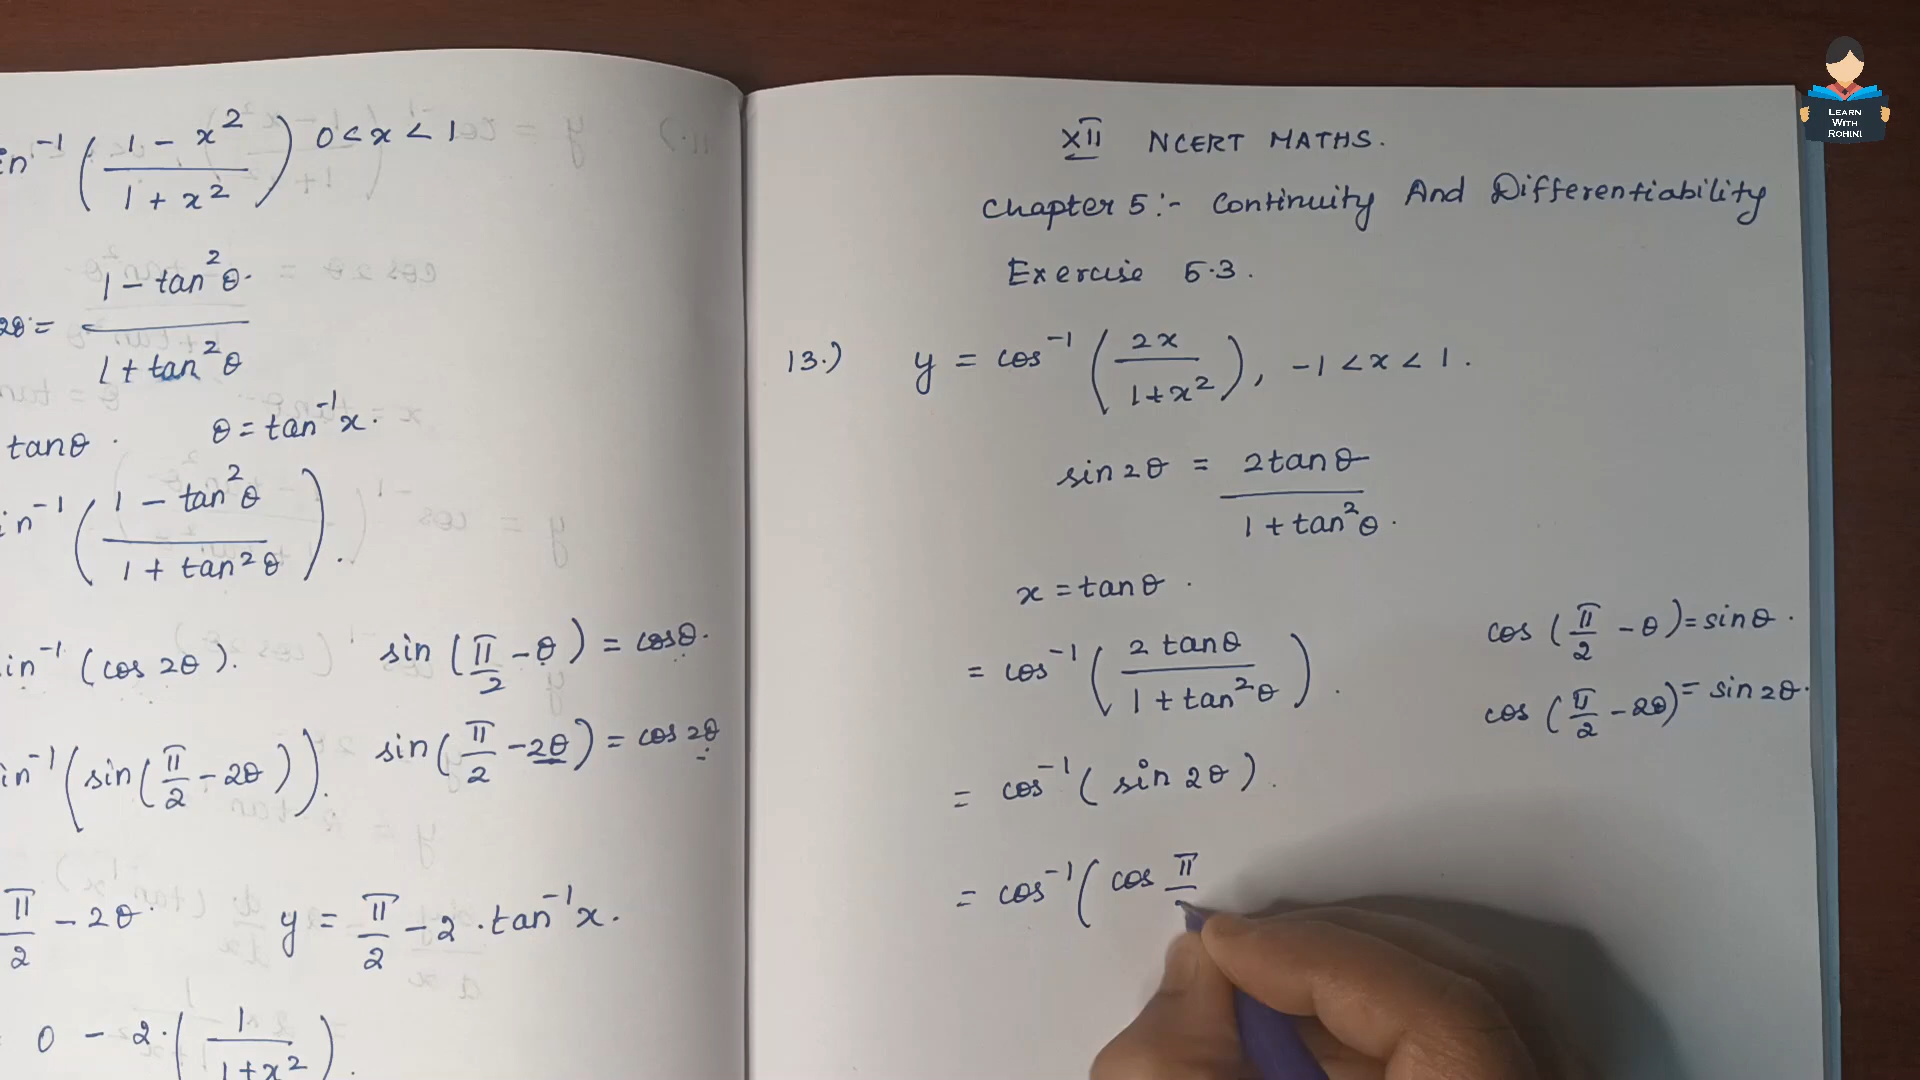 in⁻¹ ( (1 - x²) / (1 + x²) ) 0 < x < 1
2θ = (1 - tan²θ) / (1 + tan²θ)
tanθ . θ = tan⁻¹x.
in⁻¹ ( (1 - tan²θ) / (1 + tan²θ) ).
in⁻¹ (cos 2θ). sin (π/2 - θ) = cosθ.
in⁻¹ (sin(π/2 - 2θ)). sin(π/2 - 2θ) = cos 2θ
π/2 - 2θ. y = π/2 - 2 . tan⁻¹x.
0 - 2 . ( 1 / (1 + x²) ).
XII NCERT MATHS.
Chapter 5 :- Continuity And Differentiability
Exercise 5.3.
13.) y = cos⁻¹ ( 2x / (1+x²) ), -1 < x < 1.
sin 2θ = 2tanθ / (1 + tan²θ).
x = tanθ .
= cos⁻¹ ( 2 tanθ / (1 + tan²θ) ).
cos (π/2 - θ) = sinθ.
cos (π/2 - 2θ) = sin 2θ.
= cos⁻¹ ( sin 2θ ).
= cos⁻¹ ( cos π
LEARN
WITH
ROHINI